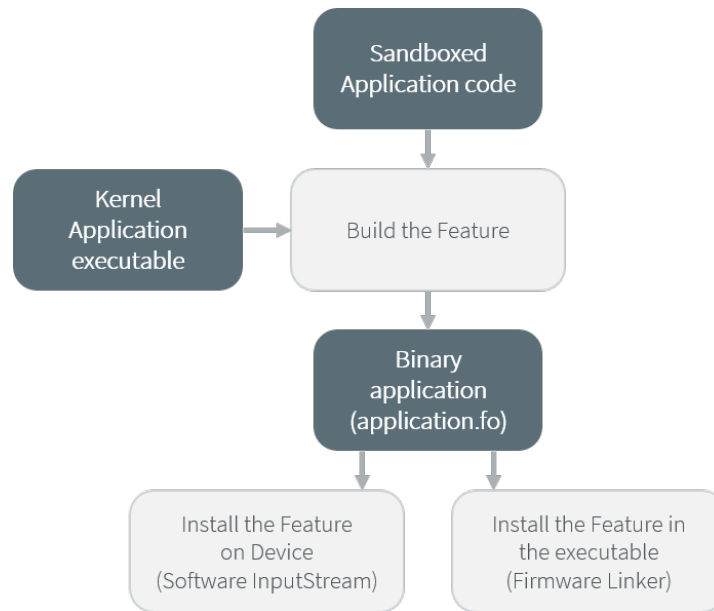 Sandboxed
Application code
Kernel
Application
executable
Build the Feature
Binary
application
(application.fo)
Install the Feature
on Device
(Software InputStream)
Install the Feature in
the executable
(Firmware Linker)